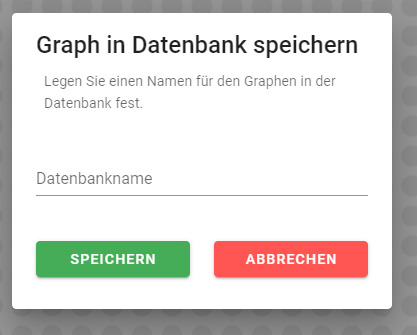 Graph in Datenbank speichern
Legen Sie einen Namen für den Graphen in der
Datenbank fest.
Datenbankname
SPEICHERN
ABBRECHEN